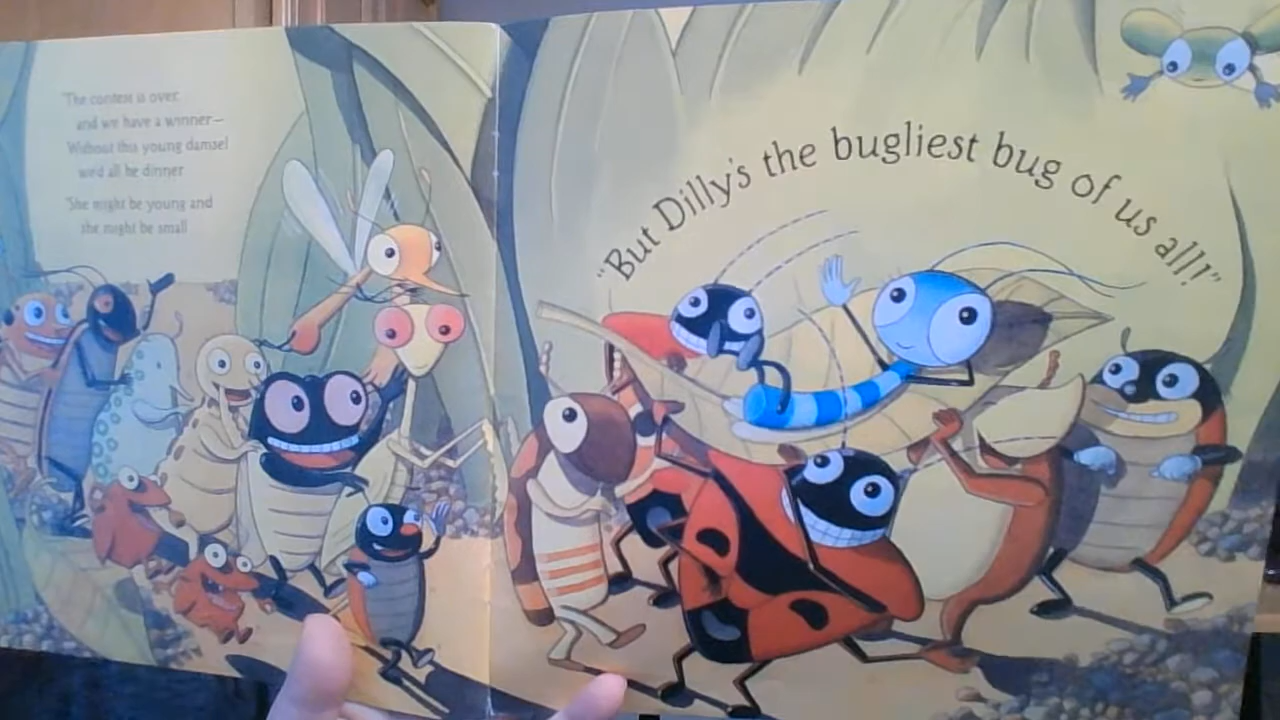 "The contest is over,
and we have a winner—
Without this young damsel
we'd all be dinner
"She might be young and
she might be small
"But Dilly's the bugliest bug of us all!"